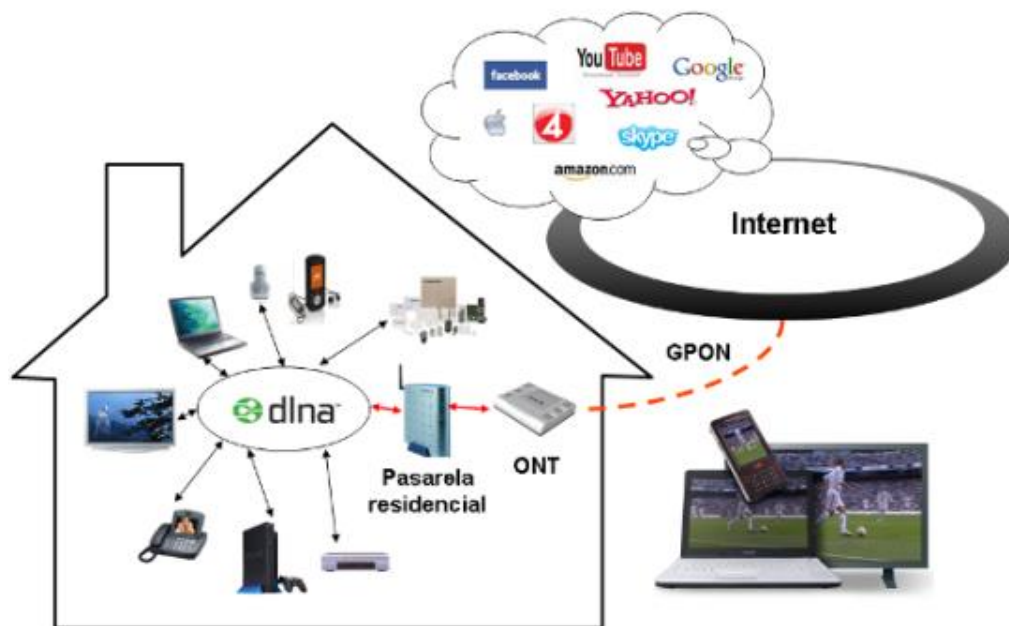 facebook
YouTube
Google
YAHOO!
4
skype
amazon.com
Internet
GPON
dlna
Pasarela
residencial
ONT